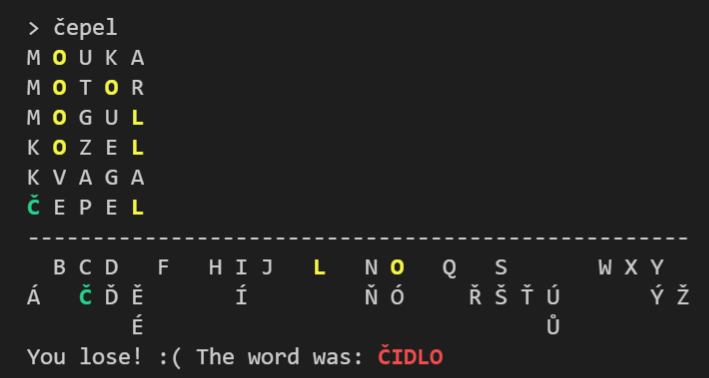 > čepel
M O U K A
M O T O R
M O G U L
K O Z E L
K V A G A
Č E P E L
---------------------------------------------------
B C D F H I J L N O Q S W X Y
Á Č Ď Ě Í Ň Ó Ř Š Ť Ú Ý Ž
É Ů
You lose! :( The word was: ČIDLO